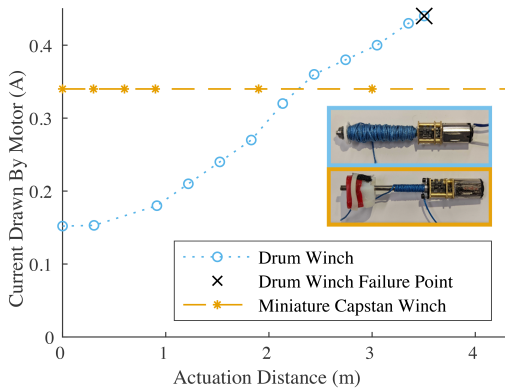 Current Drawn By Motor (A)
0.4
0.3
0.2
0.1
0
0
1
2
3
4
Actuation Distance (m)
Drum Winch
Drum Winch Failure Point
Miniature Capstan Winch